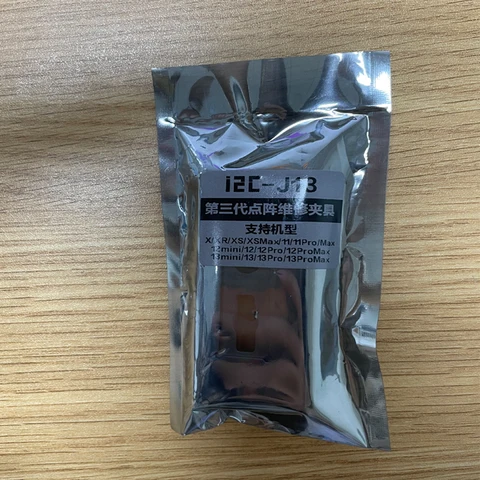 i2C-J13
第三代点阵维修夹具
支持机型
X/XR/XS/XSMax/11/11Pro/Max
12mini/12/12Pro/12ProMax
13mini/13/13Pro/13ProMax